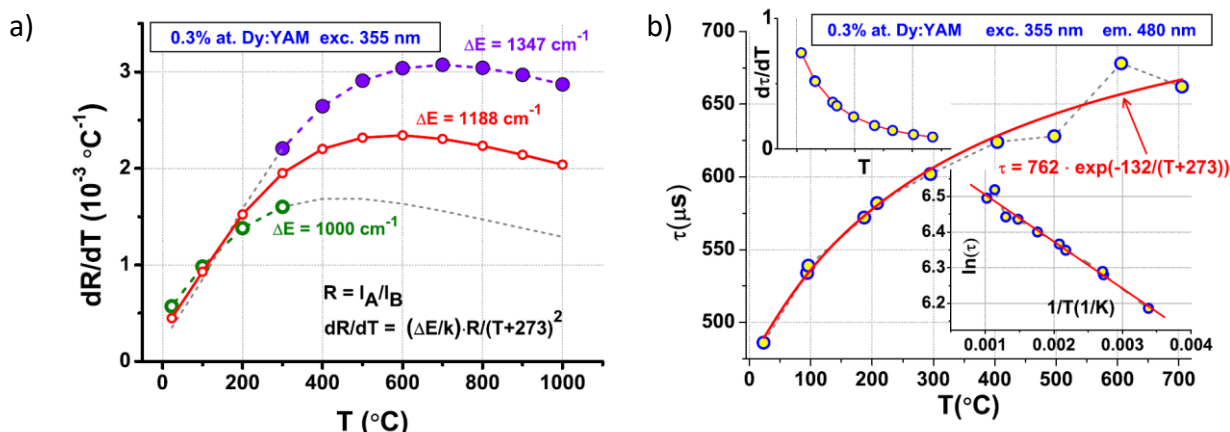 a)
0.3% at. Dy:YAM exc. 355 nm
ΔE = 1347 cm⁻¹
ΔE = 1188 cm⁻¹
ΔE = 1000 cm⁻¹
R = I_A/I_B
dR/dT = (ΔE/k)·R/(T+273)²
dR/dT (10⁻³ °C⁻¹)
3
2
1
0
0 200 400 600 800 1000
T (°C)
b)
0.3% at. Dy:YAM exc. 355 nm em. 480 nm
τ(μs)
650
600
550
500
0 100 200 300 400 500 600 700
T(°C)
1
dτ/dT
0
T
τ = 762 · exp(-132/(T+273))
ln(τ)
6.5
6.4
6.3
6.2
1/T(1/K)
0.001 0.002 0.003 0.004